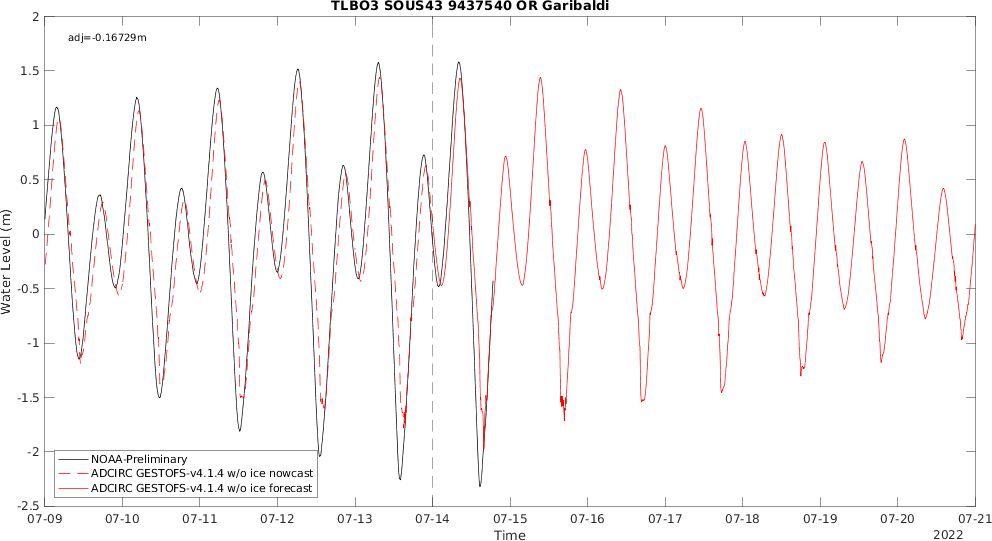 TLBO3 SOUS43 9437540 OR Garibaldi
adj=-0.16729m
2
1.5
1
0.5
0
-0.5
-1
-1.5
-2
-2.5
Water Level (m)
NOAA-Preliminary
ADCIRC GESTOFS-v4.1.4 w/o ice nowcast
ADCIRC GESTOFS-v4.1.4 w/o ice forecast
07-09 07-10 07-11 07-12 07-13 07-14 07-15 07-16 07-17 07-18 07-19 07-20 07-21
Time
2022